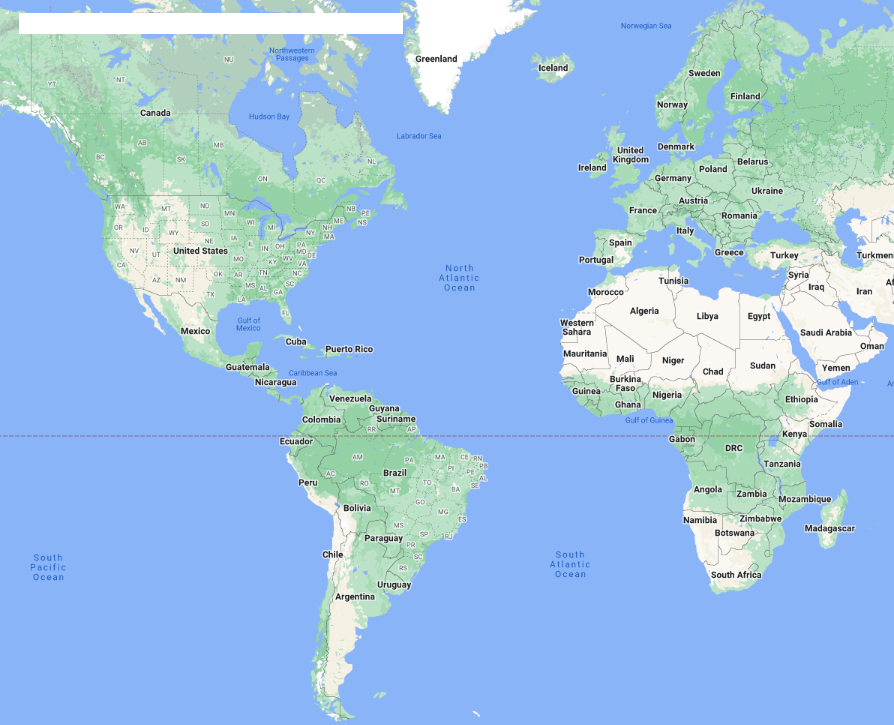 Norwegian Sea
Northwestern
Passages
NU
Greenland
Iceland
Sweden
Finland
Norway
YT
NT
Canada
Hudson Bay
Labrador Sea
BC
AB
SK
MB
ON
QC
NL
United
Kingdom
Ireland
Denmark
Belarus
Poland
Germany
Ukraine
Austria
France
Romania
Italy
Spain
Portugal
Greece
Turkey
Turkmen
WA
MT
ND
MN
OR
ID
SD
WI
MI
NY
NB
PE
NS
NH
MA
WY
NE
IA
IL
IN
OH
PA
MD
DE
NV
UT
United States
MO
KY
WV
VA
CA
AZ
NM
OK
AR
TN
NC
SC
MS
AL
GA
TX
LA
FL
North
Atlantic
Ocean
Tunisia
Morocco
Algeria
Libya
Egypt
Syria
Iraq
Iran
Af
Western
Sahara
Saudi Arabia
Oman
Mauritania
Mali
Niger
Chad
Sudan
Yemen
Gulf of Aden
Mexico
Gulf of
Mexico
Cuba
Puerto Rico
Guatemala
Caribbean Sea
Nicaragua
Burkina
Faso
Guinea
Ghana
Nigeria
Ethiopia
Somalia
Gulf of Guinea
Venezuela
Guyana
Suriname
Colombia
RR
AP
Ecuador
Gabon
DRC
Kenya
Tanzania
AM
PA
MA
CE
RN
PB
PE
AL
SE
PI
Brazil
AC
RO
TO
BA
MT
Peru
Bolivia
GO
MG
ES
MS
SP
RJ
Paraguay
PR
SC
RS
Chile
Uruguay
Argentina
Angola
Zambia
Mozambique
Namibia
Zimbabwe
Botswana
Madagascar
South Africa
South
Pacific
Ocean
South
Atlantic
Ocean